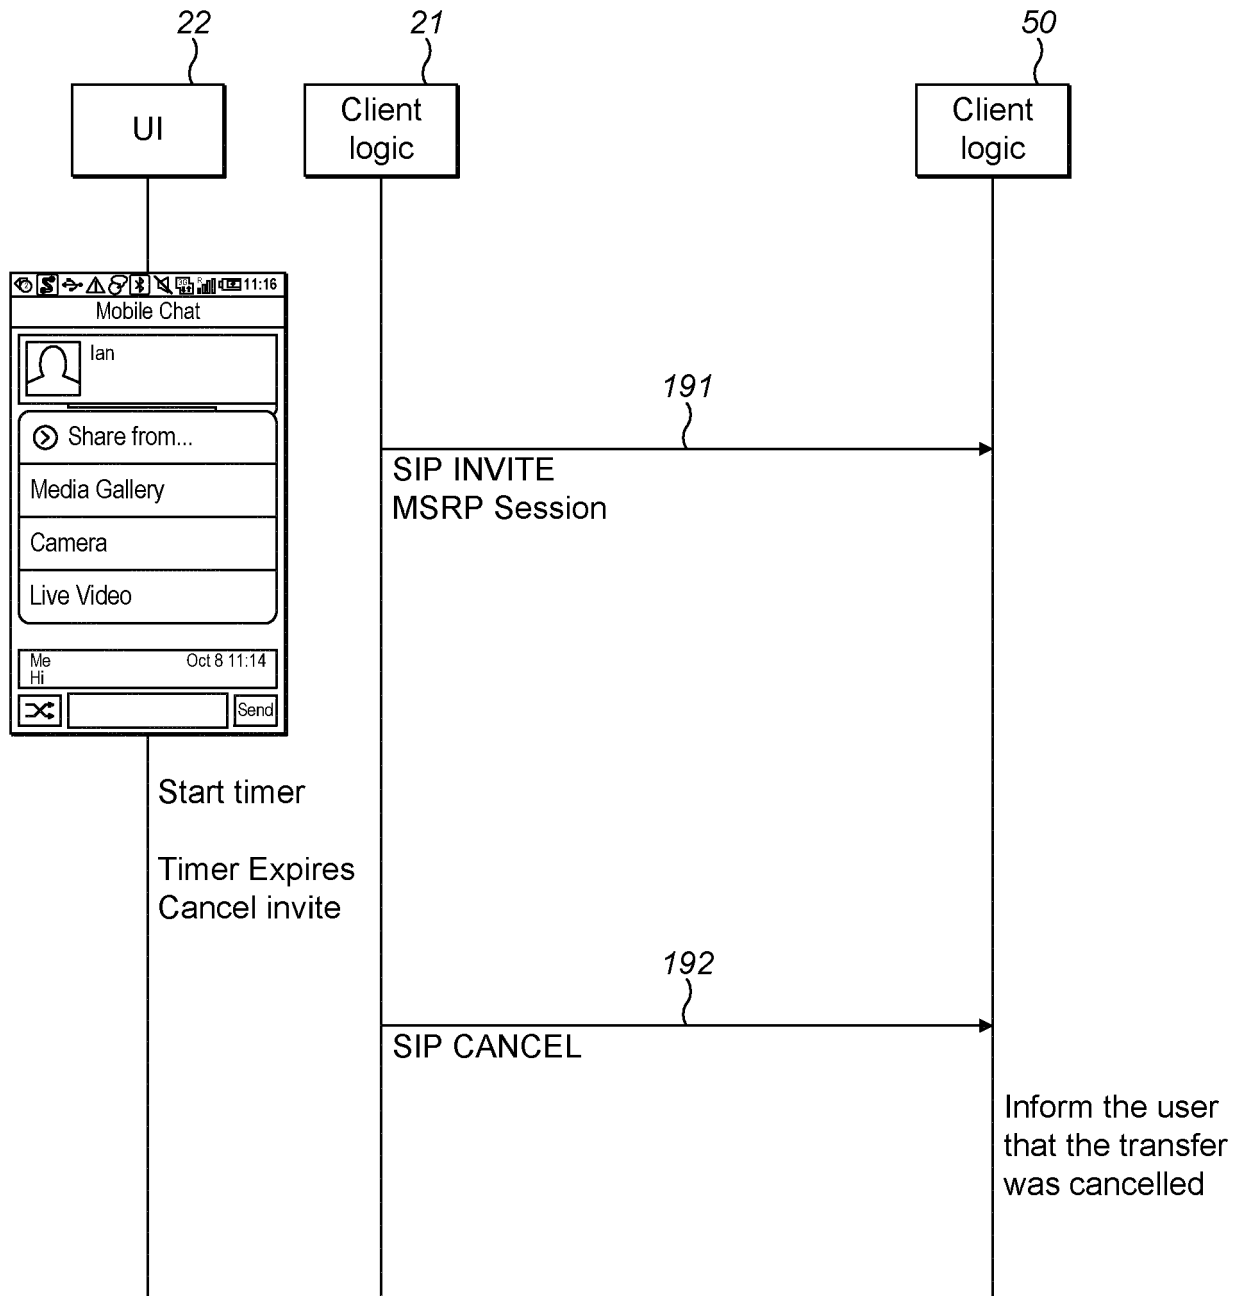 22
21
50
UI
Client
logic
Client
logic
11:16
Mobile Chat
Ian
Share from...
Media Gallery
Camera
Live Video
Me
Oct 8 11:14
Hi
Send
191
SIP INVITE
MSRP Session
Start timer
Timer Expires
Cancel invite
192
SIP CANCEL
Inform the user
that the transfer
was cancelled